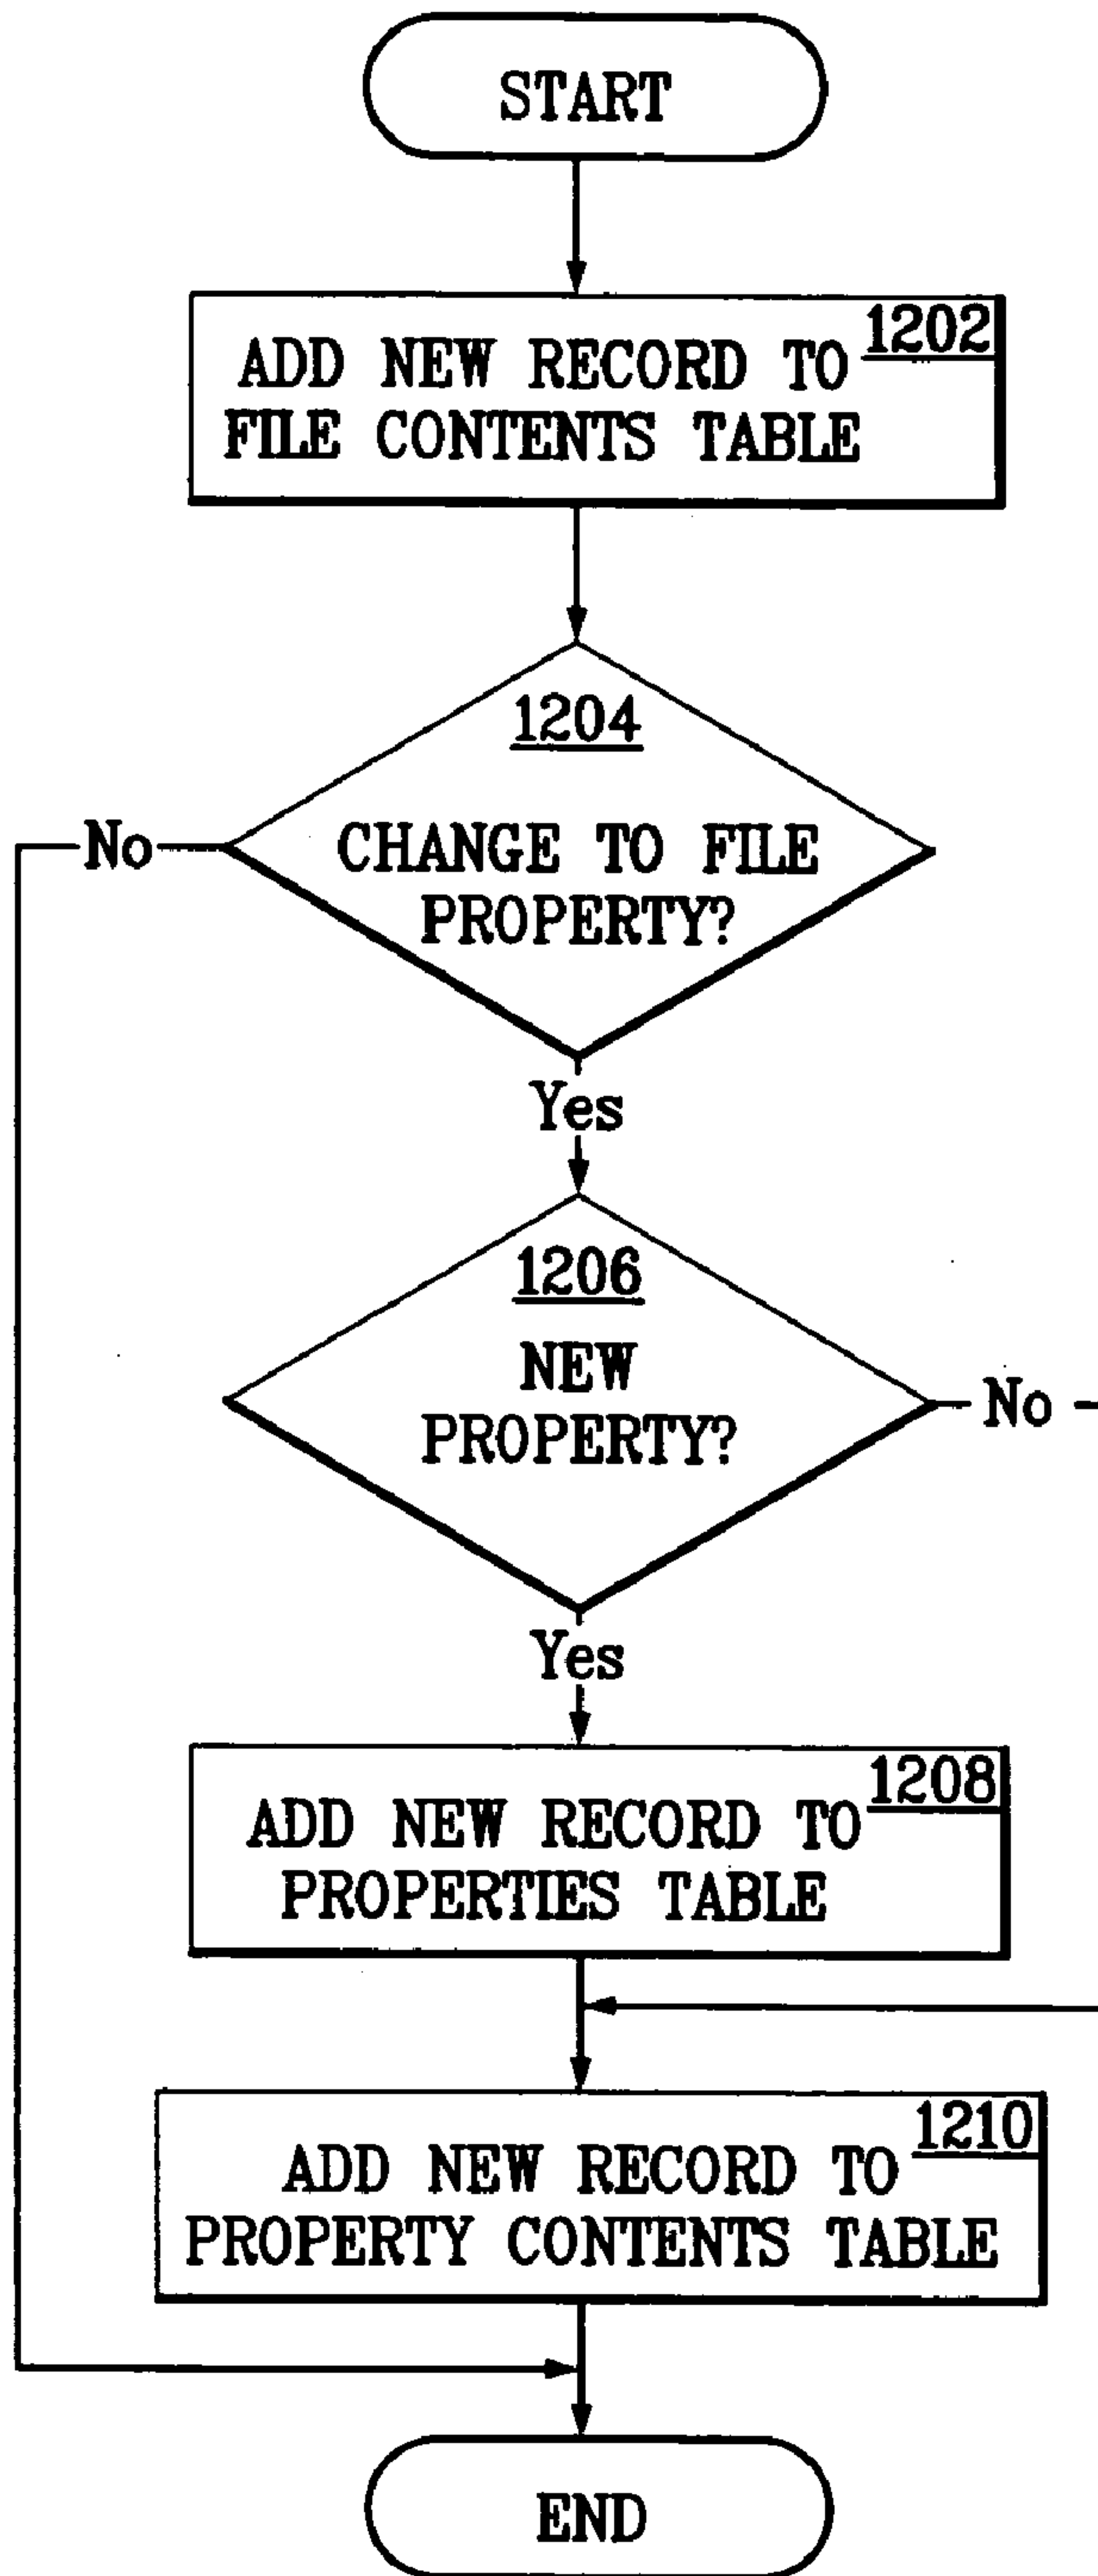 START
1202
ADD NEW RECORD TO
FILE CONTENTS TABLE
1204
No
CHANGE TO FILE
PROPERTY?
Yes
1206
NEW
No
PROPERTY?
Yes
1208
ADD NEW RECORD TO
PROPERTIES TABLE
1210
ADD NEW RECORD TO
PROPERTY CONTENTS TABLE
END